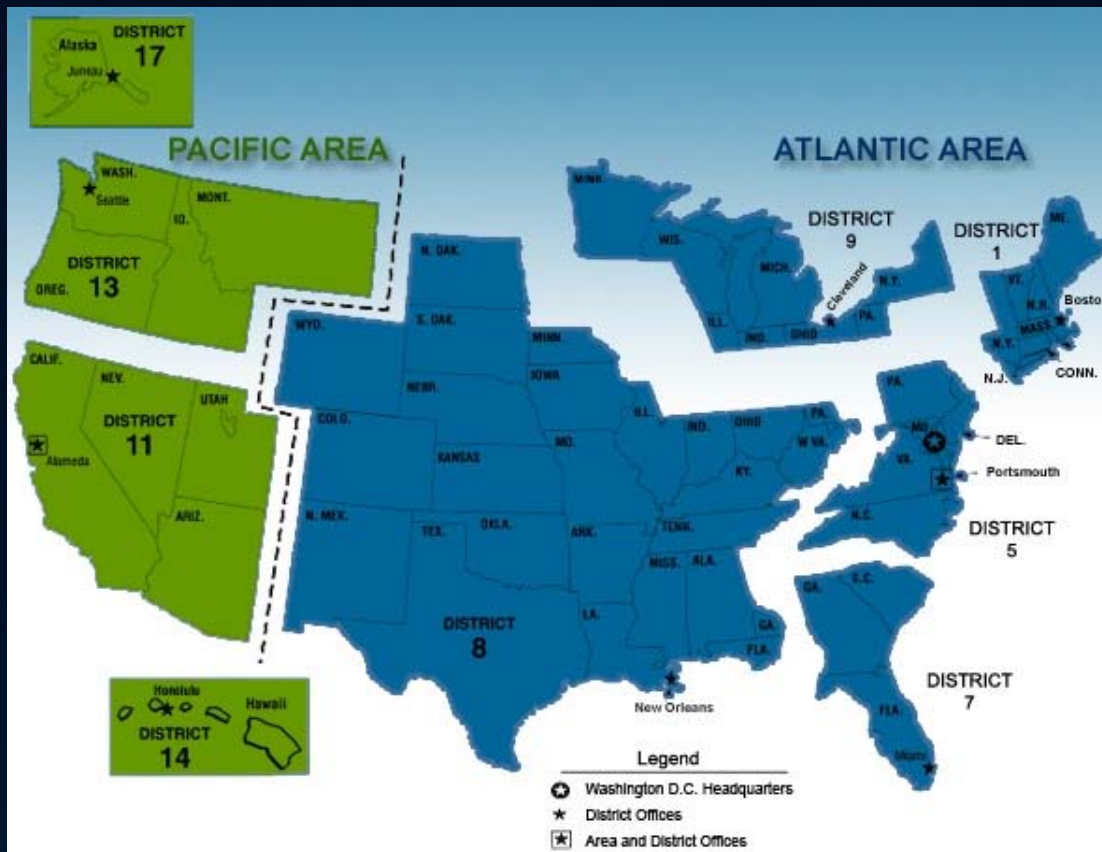 DISTRICT
17
Alaska
Juneau
PACIFIC AREA
ATLANTIC AREA
WASH.
Seattle
ID.
MONT.
OREG.
DISTRICT
13
CALIF.
NEV.
UTAH
DISTRICT
11
Alameda
ARIZ.
Honolulu
Hawaii
DISTRICT
14
N. DAK.
S. DAK.
WYO.
MINN.
NEBR.
IOWA
COLO.
KANSAS
MO.
ILL.
IND.
OHIO
PA.
W VA.
KY.
N. MEX.
TEX.
OKLA.
ARK.
TENN.
MISS.
ALA.
LA.
GA.
FLA.
DISTRICT
8
New Orleans
MINN.
WIS.
MICH.
ILL.
IND.
OHIO
PA.
N.Y.
Cleveland
DISTRICT
9
DISTRICT
1
ME.
VT.
N.H.
Bosto
MASS.
N.Y.
N.J.
CONN.
PA.
MD.
DEL.
VA.
Portsmouth
N.C.
DISTRICT
5
GA.
S.C.
FLA.
Miami
DISTRICT
7
Legend
Washington D.C. Headquarters
District Offices
Area and District Offices